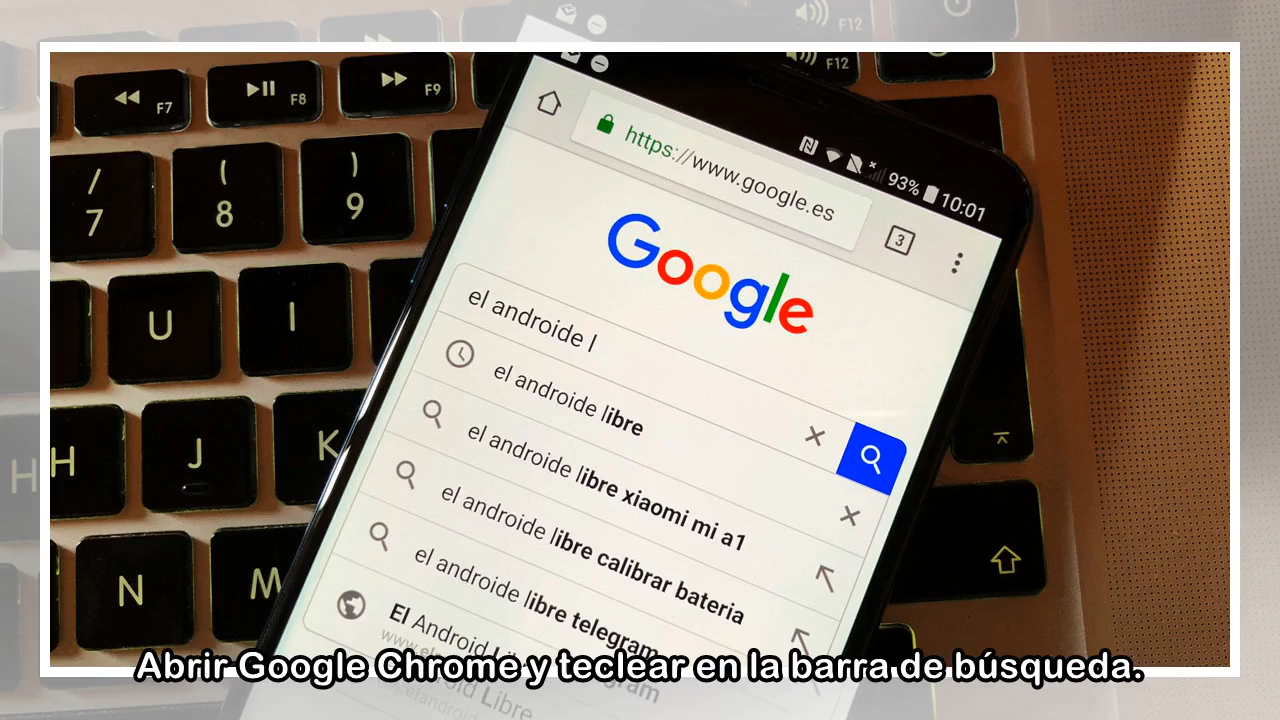 F12
F7
F8
F9
F12
/
7
(
8
)
9
U
I
H
H
J
K
N
M
93% 10:01
https://www.google.es
3
Google
el androide l
el androide libre
el androide libre xiaomi mi a1
el androide libre calibrar bateria
el androide libre telegram
El Android Libre
Abrir Google Chrome y teclear en la barra de búsqueda.